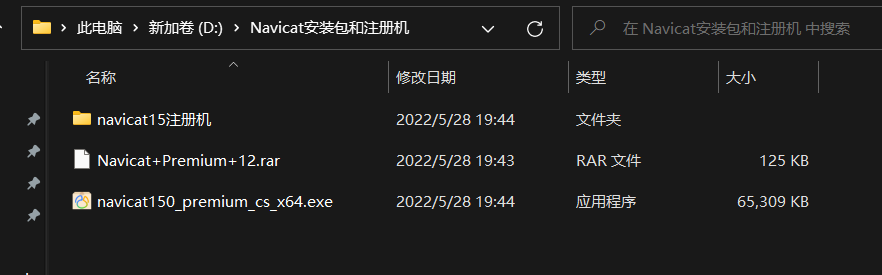 此电脑 新加卷 (D:) Navicat安装包和注册机 在 Navicat安装包和注册机 中搜索
名称 修改日期 类型 大小
navicat15注册机 2022/5/28 19:44 文件夹
Navicat+Premium+12.rar 2022/5/28 19:43 RAR 文件 125 KB
navicat150_premium_cs_x64.exe 2022/5/28 19:44 应用程序 65,309 KB